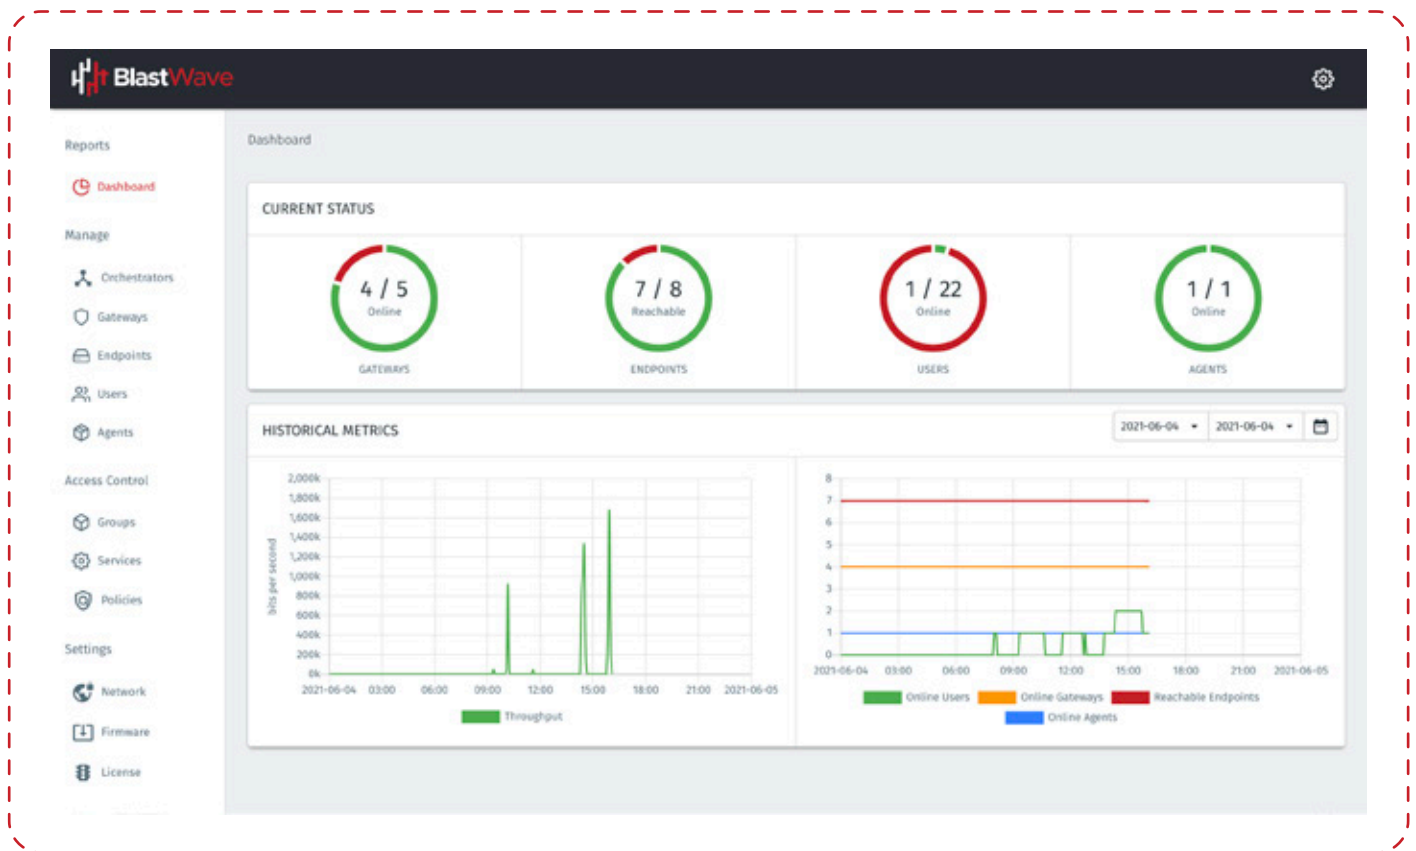 BlastWave
Reports
Dashboard
Manage
Orchestrators
Gateways
Endpoints
Users
Agents
Access Control
Groups
Services
Policies
Settings
Network
Firmware
License
Dashboard
CURRENT STATUS
4 / 5
Online
GATEWAYS
7 / 8
Reachable
ENDPOINTS
1 / 22
Online
USERS
1 / 1
Online
AGENTS
HISTORICAL METRICS
2021-06-04
2021-06-04
bits per second
2,000k
1,800k
1,600k
1,400k
1,200k
1,000k
800k
600k
400k
200k
0k
2021-06-04 03:00 06:00 09:00 12:00 15:00 18:00 21:00 2021-06-05
Throughput
8
7
6
5
4
3
2
1
0
2021-06-04 03:00 06:00 09:00 12:00 15:00 18:00 21:00 2021-06-05
Online Users Online Gateways Reachable Endpoints
Online Agents